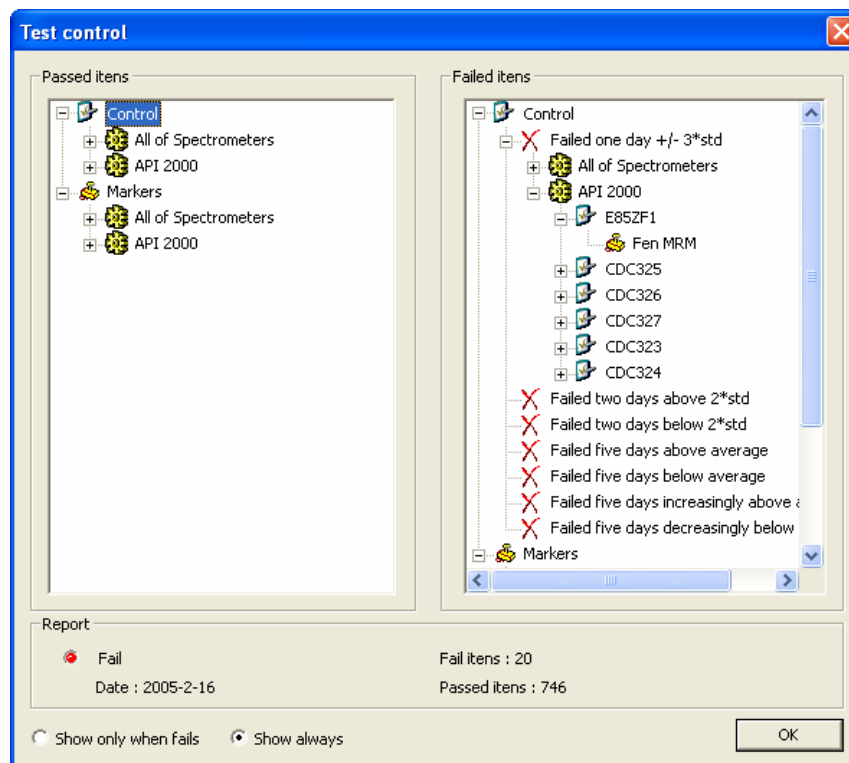 Test control
Passed itens
Control
All of Spectrometers
API 2000
Markers
All of Spectrometers
API 2000
Failed itens
Control
Failed one day +/- 3*std
All of Spectrometers
API 2000
E85ZF1
Fen MRM
CDC325
CDC326
CDC327
CDC323
CDC324
Failed two days above 2*std
Failed two days below 2*std
Failed five days above average
Failed five days below average
Failed five days increasingly above
Failed five days decreasingly below
Markers
Report
Fail
Fail itens : 20
Date : 2005-2-16
Passed itens : 746
Show only when fails
Show always
OK